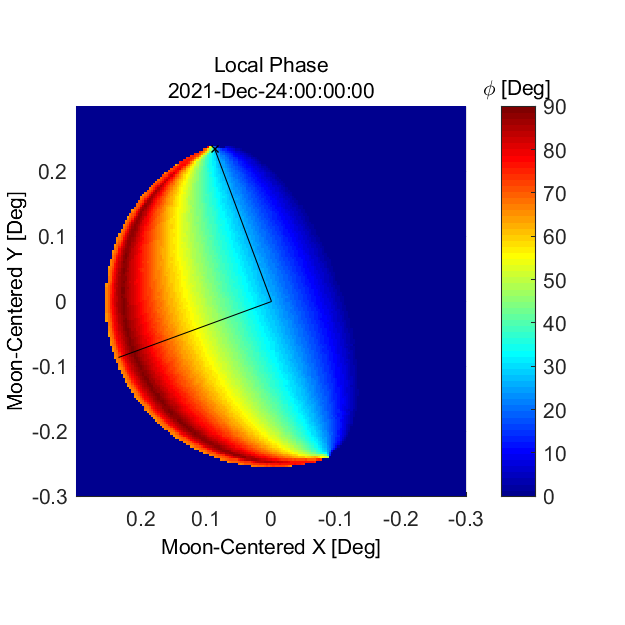 Local Phase
2021-Dec-24:00:00:00:00
ϕ [Deg]
Moon-Centered Y [Deg]
0.2
0.1
0
-0.1
-0.2
-0.3
0.2 0.1 0 -0.1 -0.2 -0.3
Moon-Centered X [Deg]
90
80
70
60
50
40
30
20
10
0